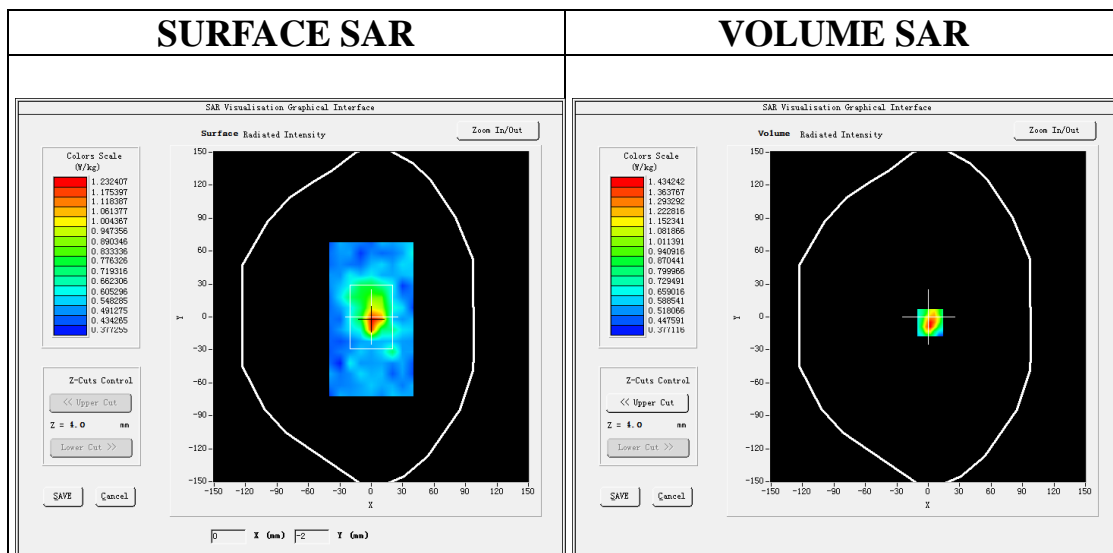 SURFACE SAR
VOLUME SAR
SAR Visualisation Graphical Interface
Surface Radiated Intensity
Zoom In/Out
Colors Scale
(W/kg)
1.232407
1.175397
1.118387
1.061377
1.004367
0.947356
0.890346
0.833336
0.776326
0.719316
0.662306
0.605296
0.548285
0.491275
0.434265
0.377255
150
120
90
60
30
0
-30
-60
-90
-120
-150
Y
-150 -120 -90 -60 -30 0 30 60 90 120 150
X
Z-Cuts Control
<< Upper Cut
Z = 4.0 mm
Lower Cut >>
SAVE Cancel
0 X (mm) -2 Y (mm)
SAR Visualisation Graphical Interface
Volume Radiated Intensity
Zoom In/Out
Colors Scale
(W/kg)
1.434242
1.363767
1.293292
1.222816
1.152341
1.081866
1.011391
0.940916
0.870441
0.799966
0.729491
0.659016
0.588541
0.518066
0.447591
0.377116
150
120
90
60
30
0
-30
-60
-90
-120
-150
Y
-150 -120 -90 -60 -30 0 30 60 90 120 150
X
Z-Cuts Control
<< Upper Cut
Z = 4.0 mm
Lower Cut >>
SAVE Cancel